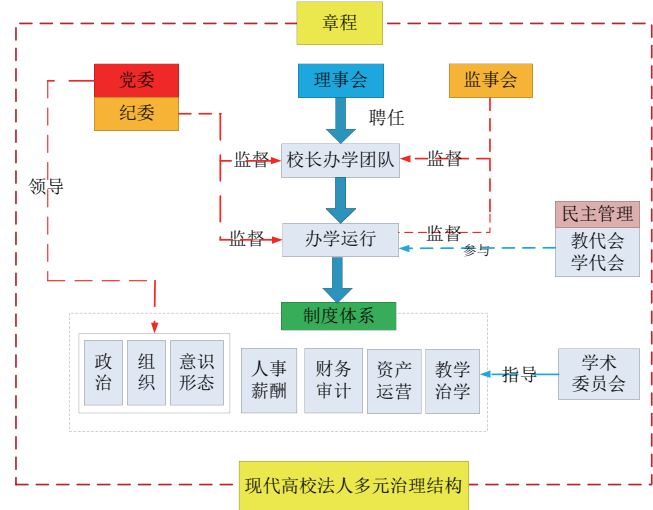 章程
党委
纪委
理事会
监事会
聘任
监督
校长办学团队
监督
领导
监督
办学运行
监督
参与
民主管理
教代会
学代会
制度体系
政
治
组
织
意识
形态
人事
薪酬
财务
审计
资产
运营
教学
治学
指导
学术
委员会
现代高校法人多元治理结构